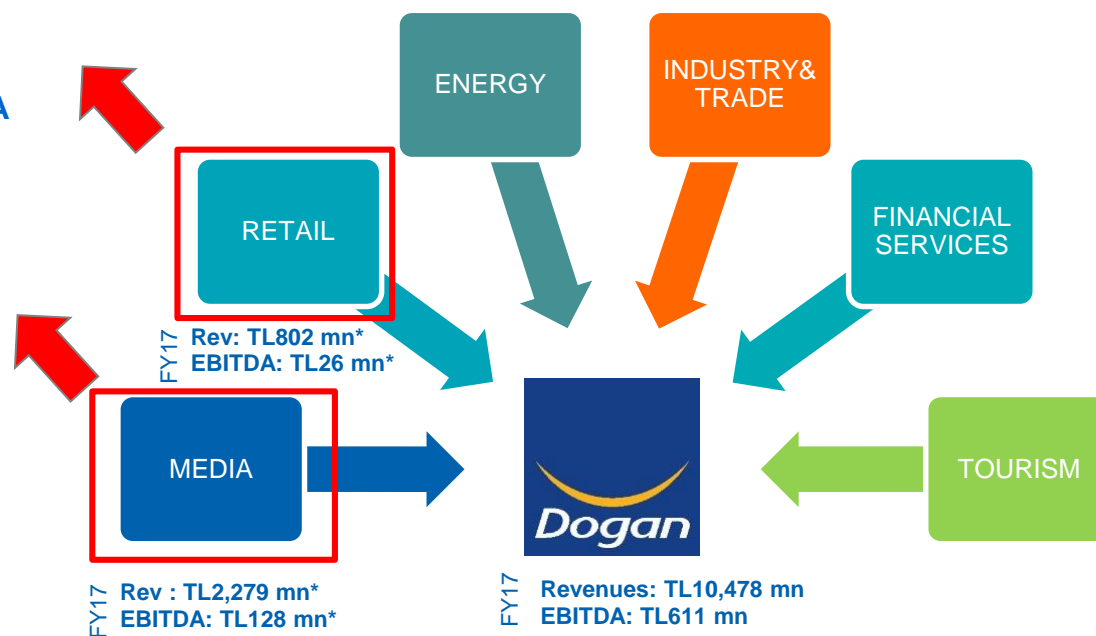 ENERGY
INDUSTRY&
TRADE
A
RETAIL
FINANCIAL
SERVICES
FY17
Rev: TL802 mn*
EBITDA: TL26 mn*
MEDIA
Dogan
TOURISM
FY17
Rev : TL2,279 mn*
EBITDA: TL128 mn*
FY17
Revenues: TL10,478 mn
EBITDA: TL611 mn